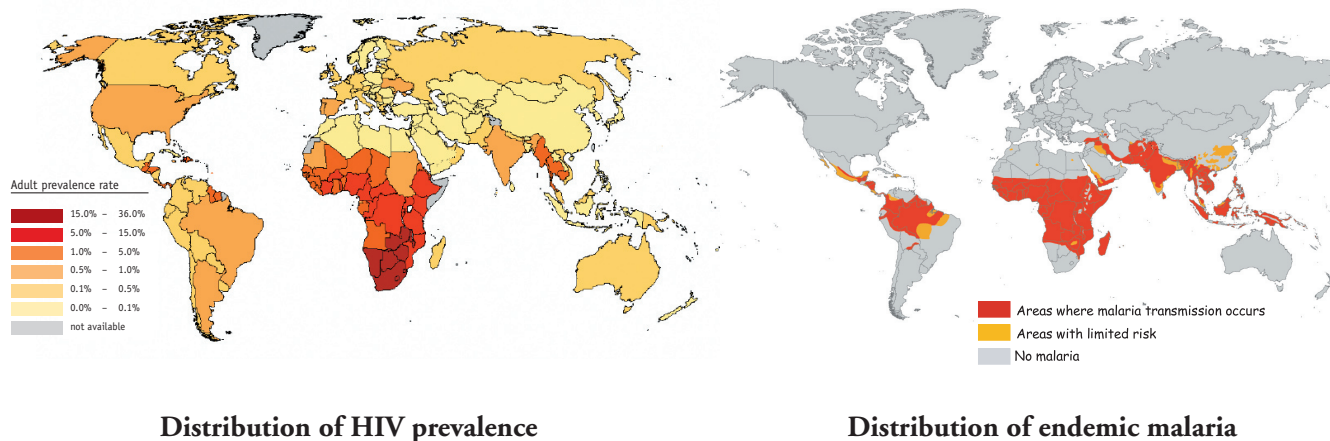 Adult prevalence rate
15.0% – 36.0%
5.0% – 15.0%
1.0% – 5.0%
0.5% – 1.0%
0.1% – 0.5%
0.0% – 0.1%
not available
Areas where malaria transmission occurs
Areas with limited risk
No malaria
Distribution of HIV prevalence
Distribution of endemic malaria